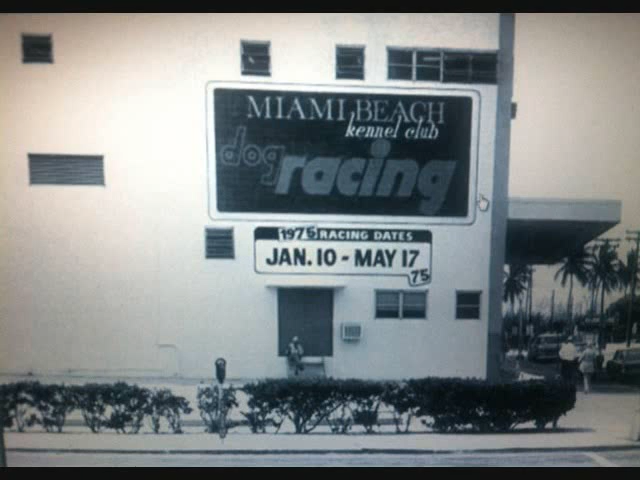 MIAMI BEACH
kennel club
dog racing
1975 RACING DATES
JAN. 10 - MAY 17
75